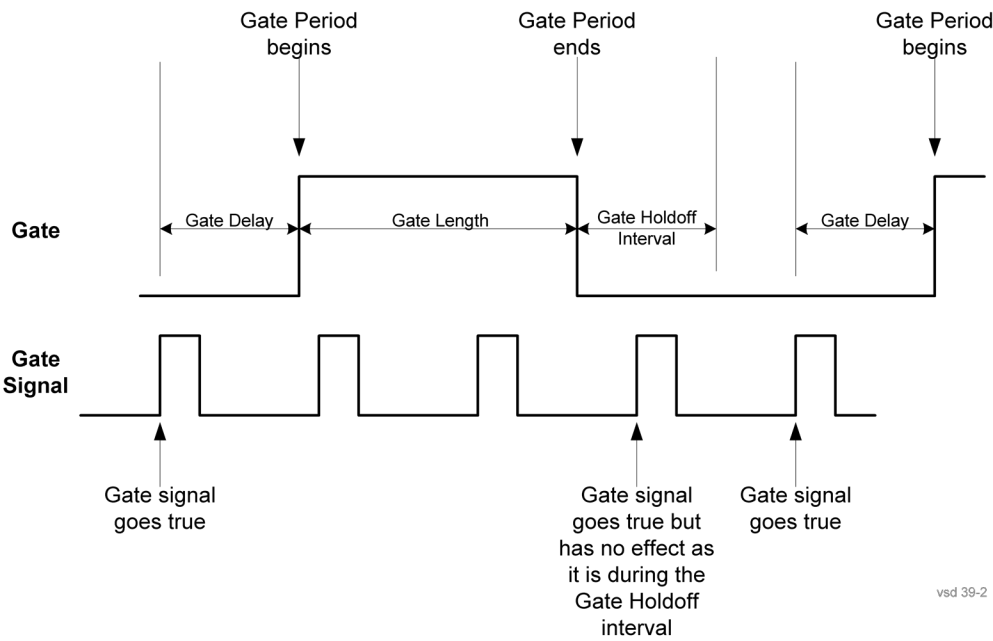 Gate Period
begins
Gate Period
ends
Gate Period
begins
Gate
Gate Delay
Gate Length
Gate Holdoff
Interval
Gate Delay
Gate
Signal
Gate signal
goes true
Gate signal
goes true but
has no effect as
it is during the
Gate Holdoff
interval
Gate signal
goes true
vsd 39-2